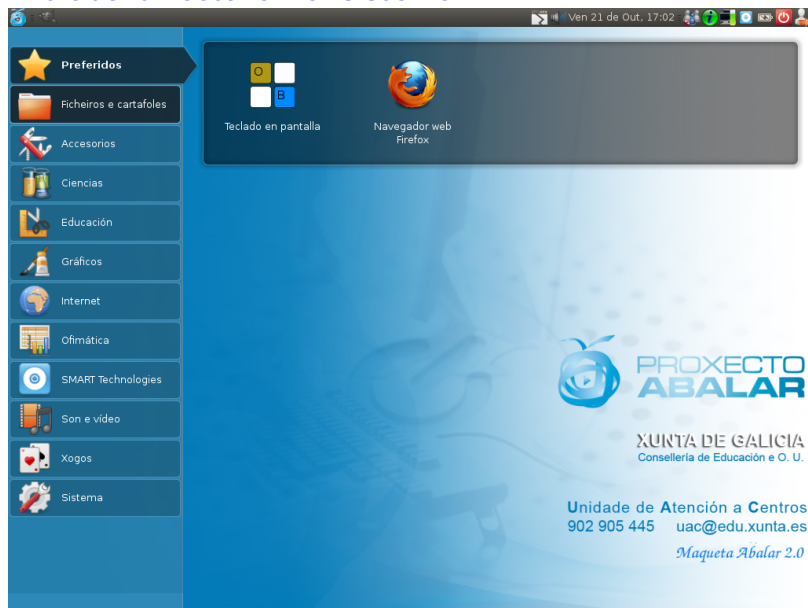 Ven 21 de Out, 17:02
Preferidos
Ficheiros e cartafoles
Accesorios
Ciencias
Educación
Gráficos
Internet
Ofimática
SMART Technologies
Son e vídeo
Xogos
Sistema
O
B
Teclado en pantalla
Navegador web
Firefox
PROXECTO
ABALAR
XUNTA DE GALICIA
Consellería de Educación e O. U.
Unidade de Atención a Centros
902 905 445 uac@edu.xunta.es
Maqueta Abalar 2.0